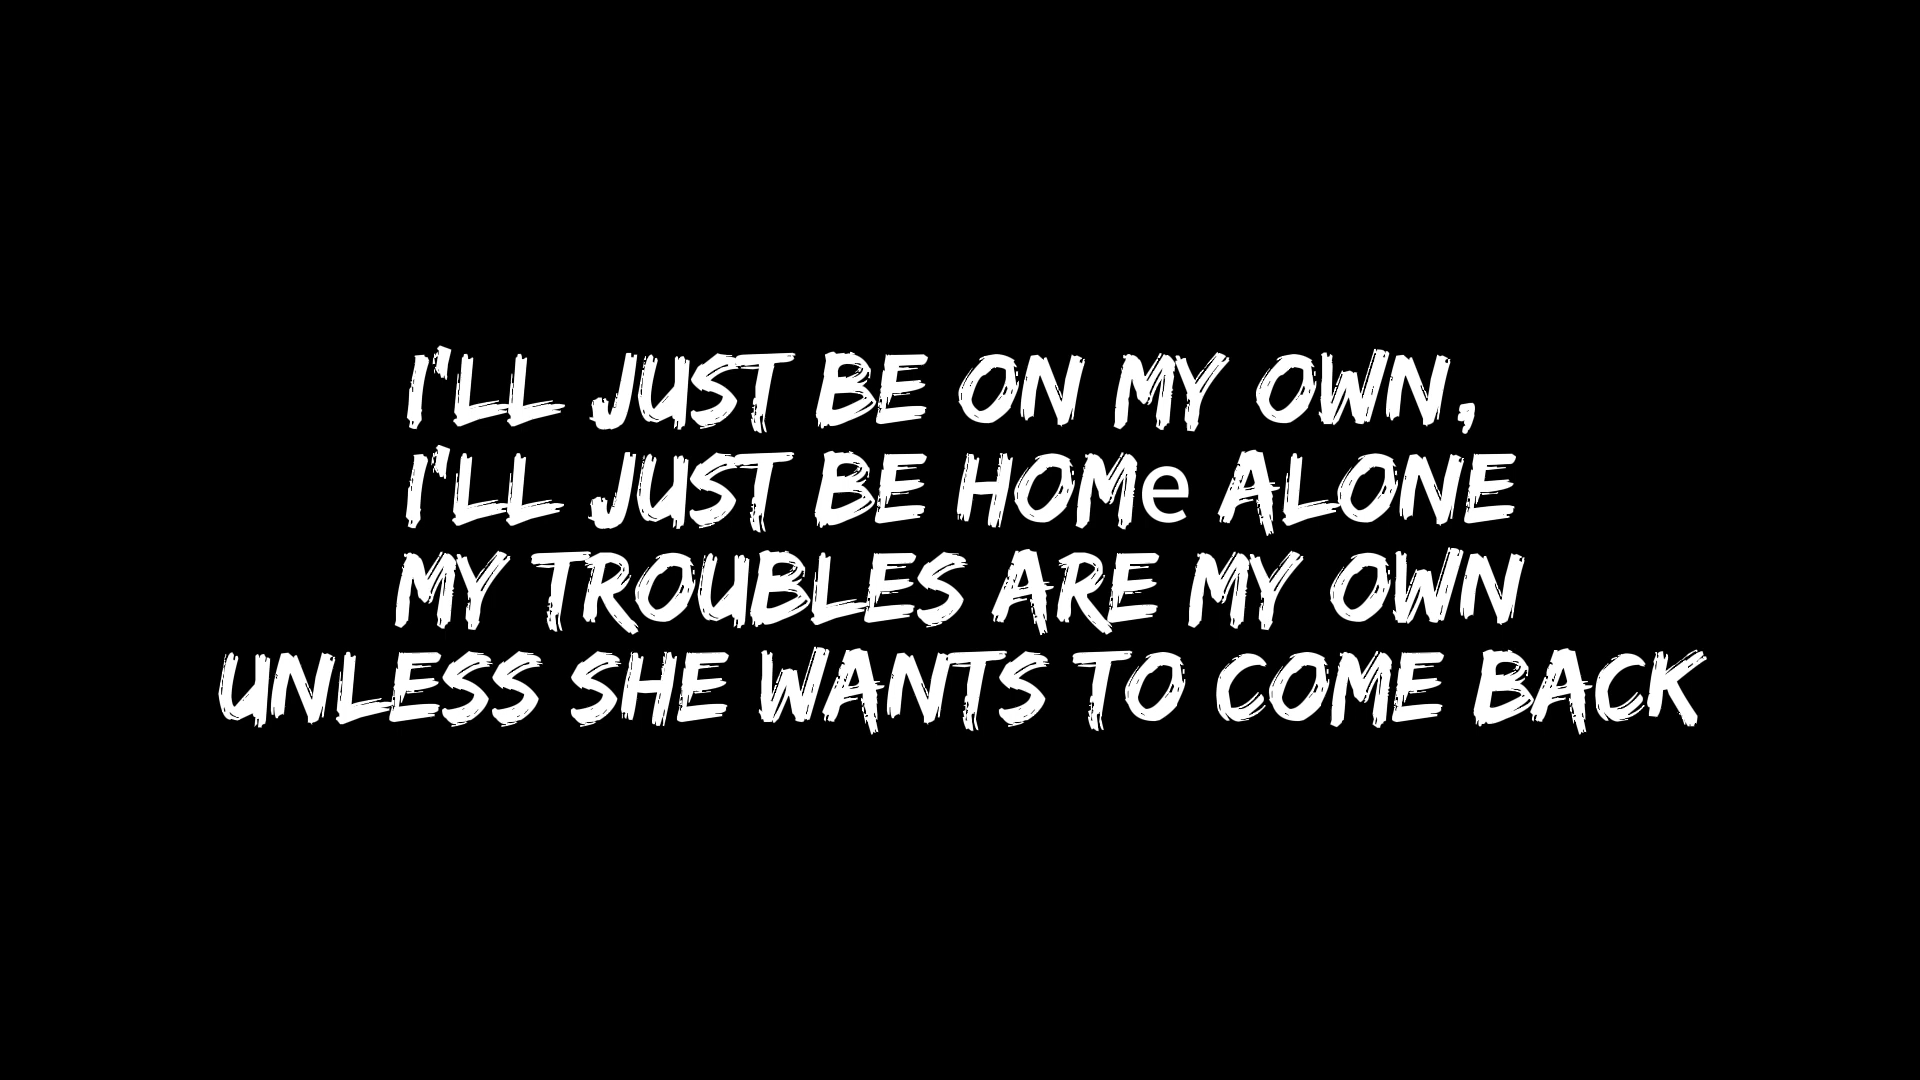 I'LL JUST BE ON MY OWN,
I'LL JUST BE HOMe ALONE
MY TROUBLES ARE MY OWN
UNLESS SHE WANTS TO COME BACK